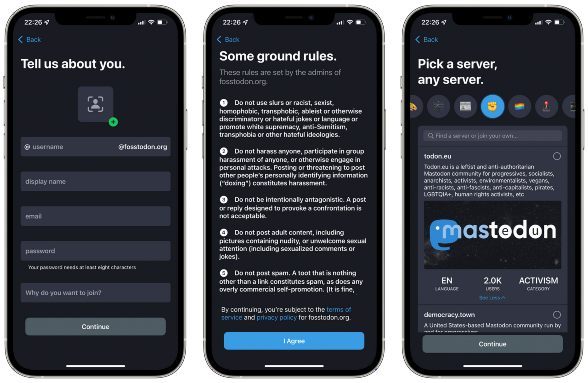 22:26
Back
Tell us about you.
@ username @fosstodon.org
display name
email
password
Your password needs at least eight characters
Why do you want to join?
Continue
22:26
Back
Some ground rules.
These rules are set by the admins of
fosstodon.org.
1 Do not use slurs or racist, sexist,
homophobic, transphobic, ableist or otherwise
discriminatory or hateful jokes or language or
promote white supremacy, anti-Semitism,
transphobia or other hateful ideologies.
2 Do not harass anyone, participate in group
harassment of anyone, or otherwise engage in
personal attacks. Posting or threatening to post
other people's personally identifying information
("doxing") constitutes harassment.
3 Do not be intentionally antagonistic. A post
or reply designed to provoke a confrontation is
not acceptable.
4 Do not post adult content, including
pictures containing nudity, or unwelcome sexual
attention (including sexualized comments or
jokes).
5 Do not post spam. A toot that is nothing
other than a link constitutes spam, as does any
overly commercial self-promotion. (It is fine,
By continuing, you're subject to the terms of
service and privacy policy for fosstodon.org.
I Agree
22:26
Back
Pick a server,
any server.
Find a server or join your own...
todon.eu
Todon.eu is a leftist and anti-authoritarian
Mastodon community for progressives, socialists,
anarchists, activists, environmentalists, vegans,
anti-racists, anti-fascists, anti-capitalists, pirates,
LGBTQIA+, human rights activists, etc
mastodon
EN 2.0K ACTIVISM
LANGUAGE USERS CATEGORY
See Less
democracy.town
A United States-based Mastodon community run by
Continue